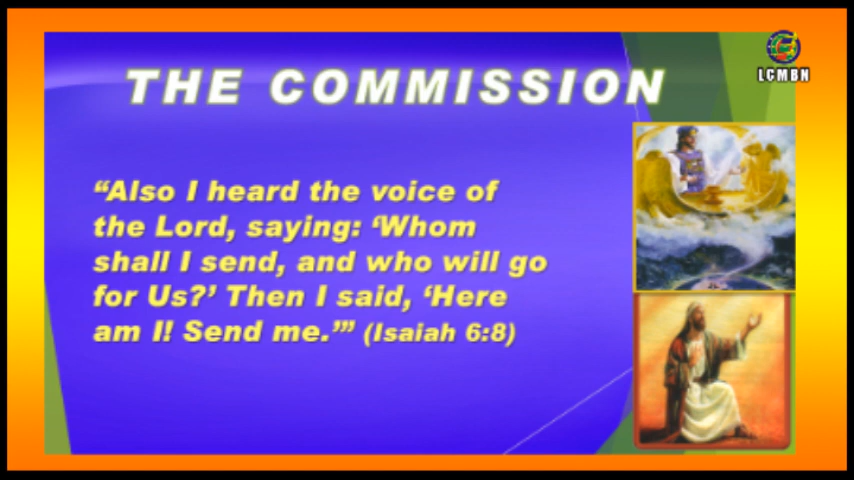 LCMBN
THE COMMISSION
“Also I heard the voice of
the Lord, saying: ‘Whom
shall I send, and who will go
for Us?’ Then I said, ‘Here
am I! Send me.’” (Isaiah 6:8)